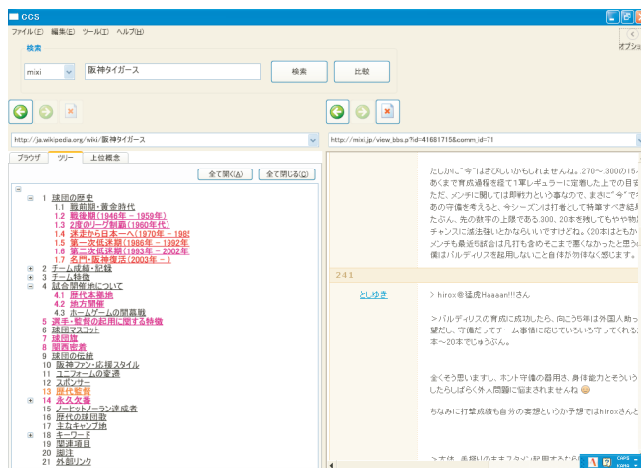 CCS
ファイル(F) 編集(E) ツール(T) ヘルプ(H)
検索
オプショ
mixi 阪神タイガース 検索 比較
http://ja.wikipedia.org/wiki/阪神タイガース
http://mixi.jp/view_bbs.pl?id=41661715&comm_id=71
ブラウザ ツリー 上位概念
全て開く(A) 全て閉じる(C)
1 球団の歴史
1.1 戦前期・黄金時代
1.2 戦後期(1946年 - 1959年)
1.3 2度のリーグ制覇(1960年代)
1.4 迷走から日本一へ(1970年 - 198
1.5 第一次低迷期(1986年 - 1992年
1.6 第二次低迷期(1993年 - 2002年
1.7 名門・阪神復活(2003年 - )
2 チーム成績・記録
3 チーム特徴
4 試合開催地について
4.1 歴代本拠地
4.2 地方開催
4.3 ホームゲームの開幕戦
5 選手・監督の起用に関する特徴
6 球団マスコット
7 球団旗
8 関西密着
9 球団の伝統
10 阪神ファン・応援スタイル
11 ユニフォームの変遷
12 スポンサー
13 歴代監督
14 永久欠番
15 ノーヒットノーラン達成者
16 歴代の球団歌
17 主なキャンプ地
18 キーワード
19 関連項目
20 脚注
21 外部リンク
たしかに"今"はきびしいかもしれませんね。270～300の15
あくまで育成過程を経て1軍レギュラーに定着した上での目安
ただ、メンチに関しては即戦力という事なので、まさに"今"で
あの守備を考えると、今シーズンは打者として特筆すべき結
たぶん、先の数字の上限である.300、20本を残してもやや物
チャンスに滅法強いとかならいいですけどね。(20本はともか
メンチも最近5試合は凡打も含めそこまで悪くなかったと思う
僕はバルディリスを起用しないこと自体が勿体なく感じます。
241
としゆき
> hirox@猛虎Haaaan!!!さん
>バルディリスの育成に成功したら、向こう5年は外国人助っ
望だし、守備だってチーム事情に応じていろいろ守ってくれる
本～20本でじゅうぶん。
全くそう思いますし、ホント守備の器用さ、身体能力とそういう
したらしばらく外人問題に悩まされませんね
ちなみに打撃成績も自分の妄想というか予想ではhiroxさんと
CAPS
KANA